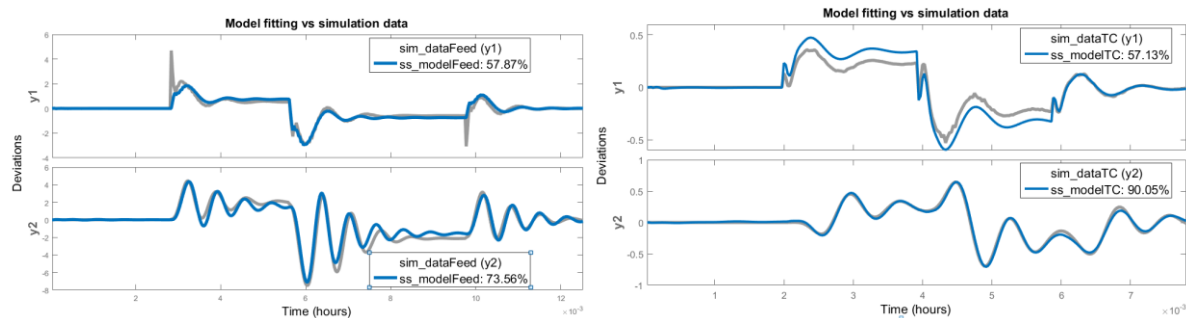 Model fitting vs simulation data
6
4
2
0
-2
-4
y1
sim_dataFeed (y1)
ss_modelFeed: 57.87%
Deviations
6
4
2
0
-2
-4
-6
-8
y2
sim_dataFeed (y2)
ss_modelFeed: 73.56%
2
4
6
8
10
12
Time (hours)
×10⁻³
Model fitting vs simulation data
0.5
0
-0.5
y1
sim_dataTC (y1)
ss_modelTC: 57.13%
Deviations
1
0.5
0
-0.5
-1
y2
sim_dataTC (y2)
ss_modelTC: 90.05%
1
2
3
4
5
6
7
Time (hours)
×10⁻³